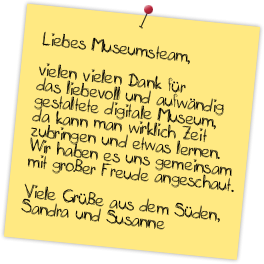 Liebes Museumsteam,
vielen vielen Dank für
das liebevoll und aufwändig
gestaltete digitale Museum,
da kann man wirklich Zeit
zubringen und etwas lernen.
Wir haben es uns gemeinsam
mit großer Freude angeschaut.
Viele Grüße aus dem Süden,
Sandra und Susanne